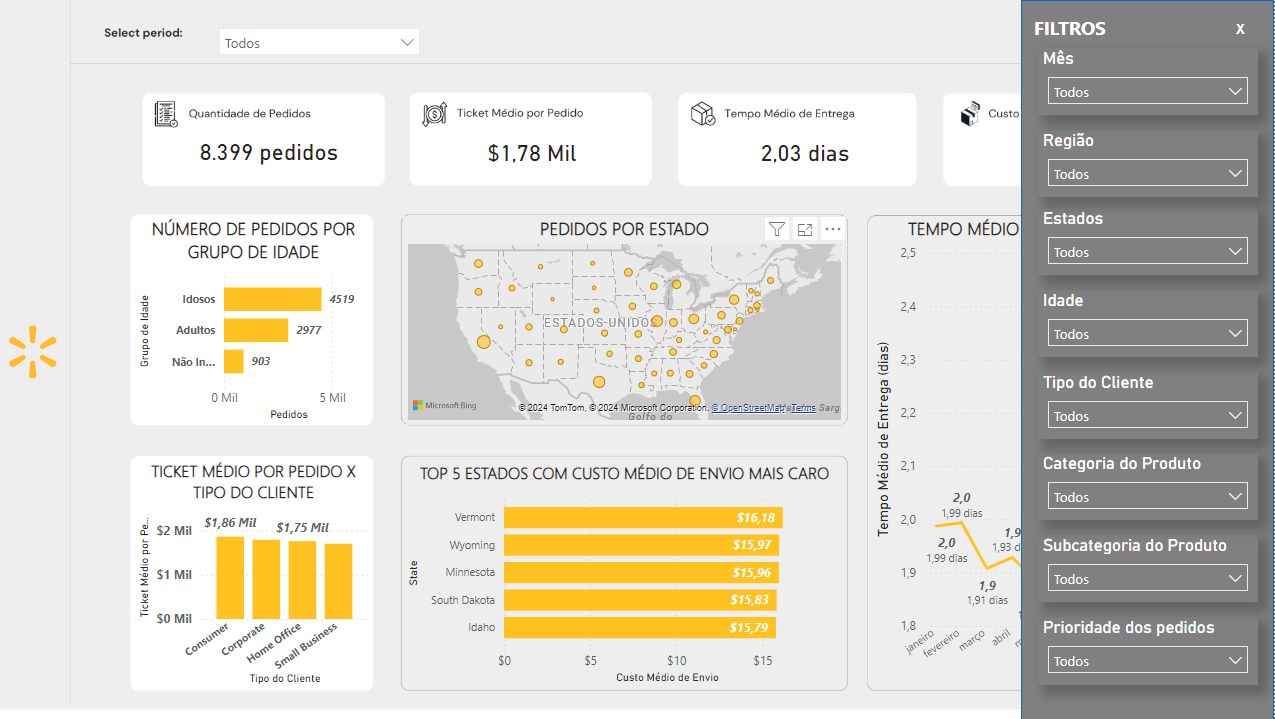 Select period:
Todos
Quantidade de Pedidos
8.399 pedidos
Ticket Médio por Pedido
$1,78 Mil
Tempo Médio de Entrega
2,03 dias
Custo
NÚMERO DE PEDIDOS POR
GRUPO DE IDADE
Grupo de Idade
Idosos
4519
Adultos
2977
Não In...
903
0 Mil
5 Mil
Pedidos
PEDIDOS POR ESTADO
ESTADOS UNIDOS
Microsoft Bing
© 2024 TomTom, © 2024 Microsoft Corporation, © OpenStreetMap Terms
Golfo do
TICKET MÉDIO POR PEDIDO X
TIPO DO CLIENTE
Ticket Médio por Pe...
$2 Mil
$1 Mil
$0 Mil
$1,86 Mil
$1,75 Mil
Consumer
Corporate
Home Office
Small Business
Tipo do Cliente
TOP 5 ESTADOS COM CUSTO MÉDIO DE ENVIO MAIS CARO
State
Vermont
$16,18
Wyoming
$15,97
Minnesota
$15,96
South Dakota
$15,83
Idaho
$15,79
$0
$5
$10
$15
Custo Médio de Envio
TEMPO MÉDIO
Tempo Médio de Entrega (dias)
2,5
2,4
2,3
2,2
2,1
2,0
1,9
1,8
2,0
1,99 dias
2,0
1,99 dias
1,9
1,91 dias
1,9
1,93 d
janeiro
fevereiro
março
abril
FILTROS
X
Mês
Todos
Região
Todos
Estados
Todos
Idade
Todos
Tipo do Cliente
Todos
Categoria do Produto
Todos
Subcategoria do Produto
Todos
Prioridade dos pedidos
Todos